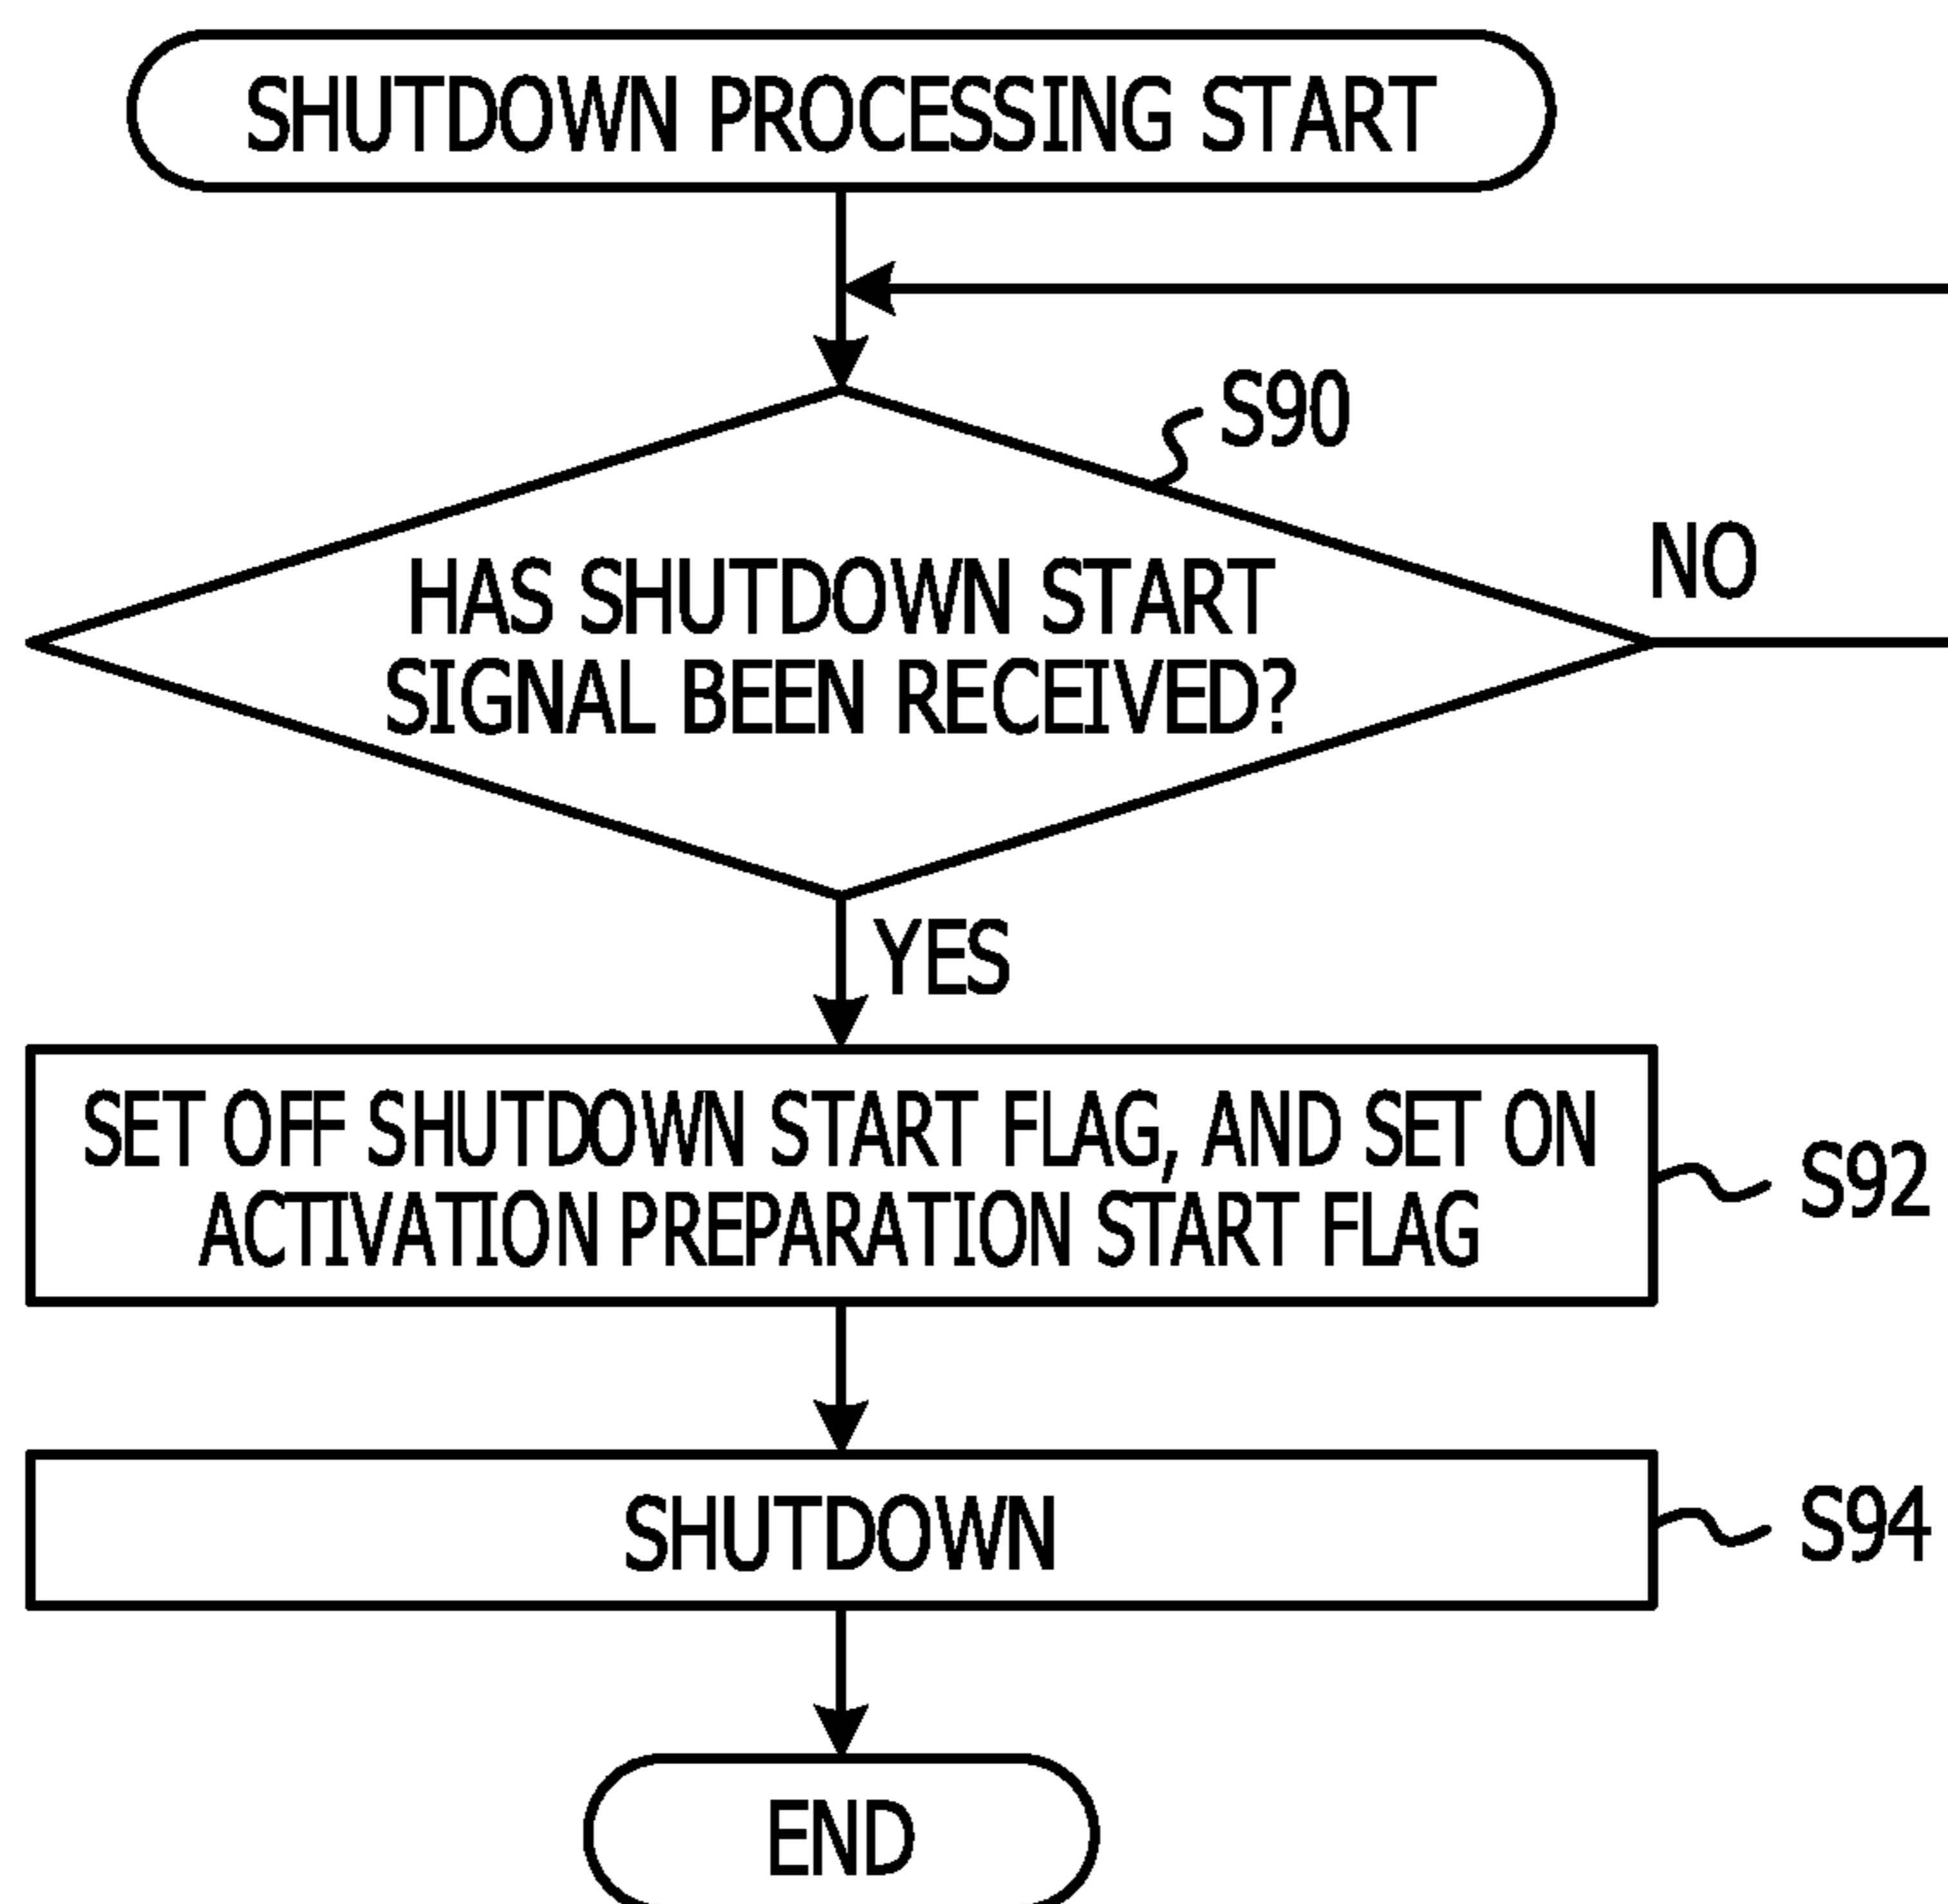 SHUTDOWN PROCESSING START
S90
HAS SHUTDOWN START
SIGNAL BEEN RECEIVED?
NO
YES
SET OFF SHUTDOWN START FLAG, AND SET ON
ACTIVATION PREPARATION START FLAG
S92
SHUTDOWN
S94
END